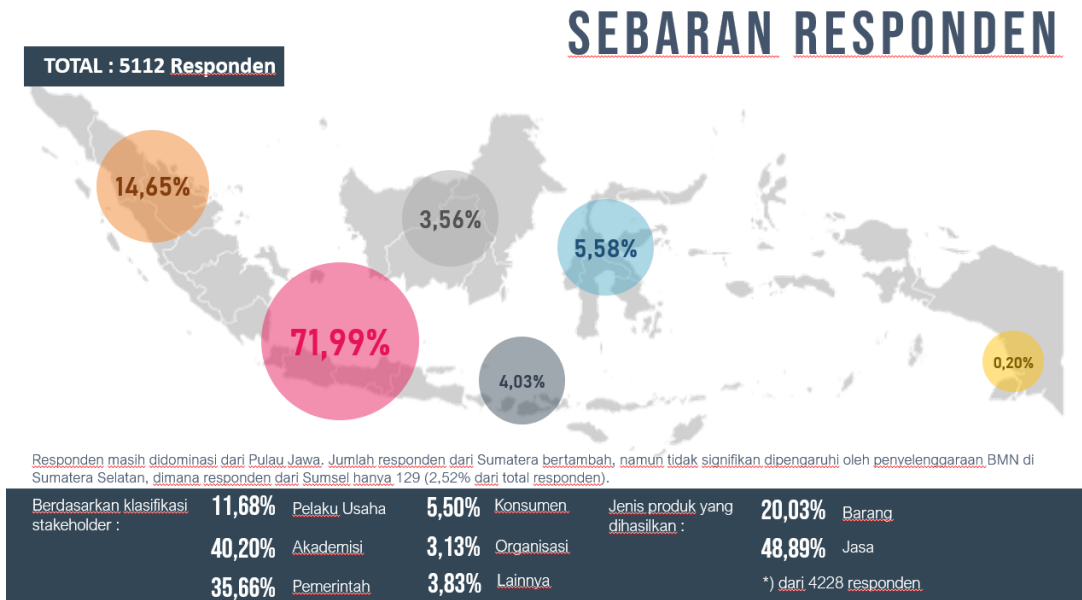 SEBARAN RESPONDEN
TOTAL : 5112 Responden
14,65%
3,56%
5,58%
71,99%
4,03%
0,20%
Responden masih didominasi dari Pulau Jawa. Jumlah responden dari Sumatera bertambah, namun tidak signifikan dipengaruhi oleh penyelenggaraan BMN di
Sumatera Selatan, dimana responden dari Sumsel hanya 129 (2,52% dari total responden).
Berdasarkan klasifikasi
stakeholder :
11,68% Pelaku Usaha
40,20% Akademisi
35,66% Pemerintah
5,50% Konsumen
3,13% Organisasi
3,83% Lainnya
Jenis produk yang
dihasilkan :
20,03% Barang
48,89% Jasa
*) dari 4228 responden